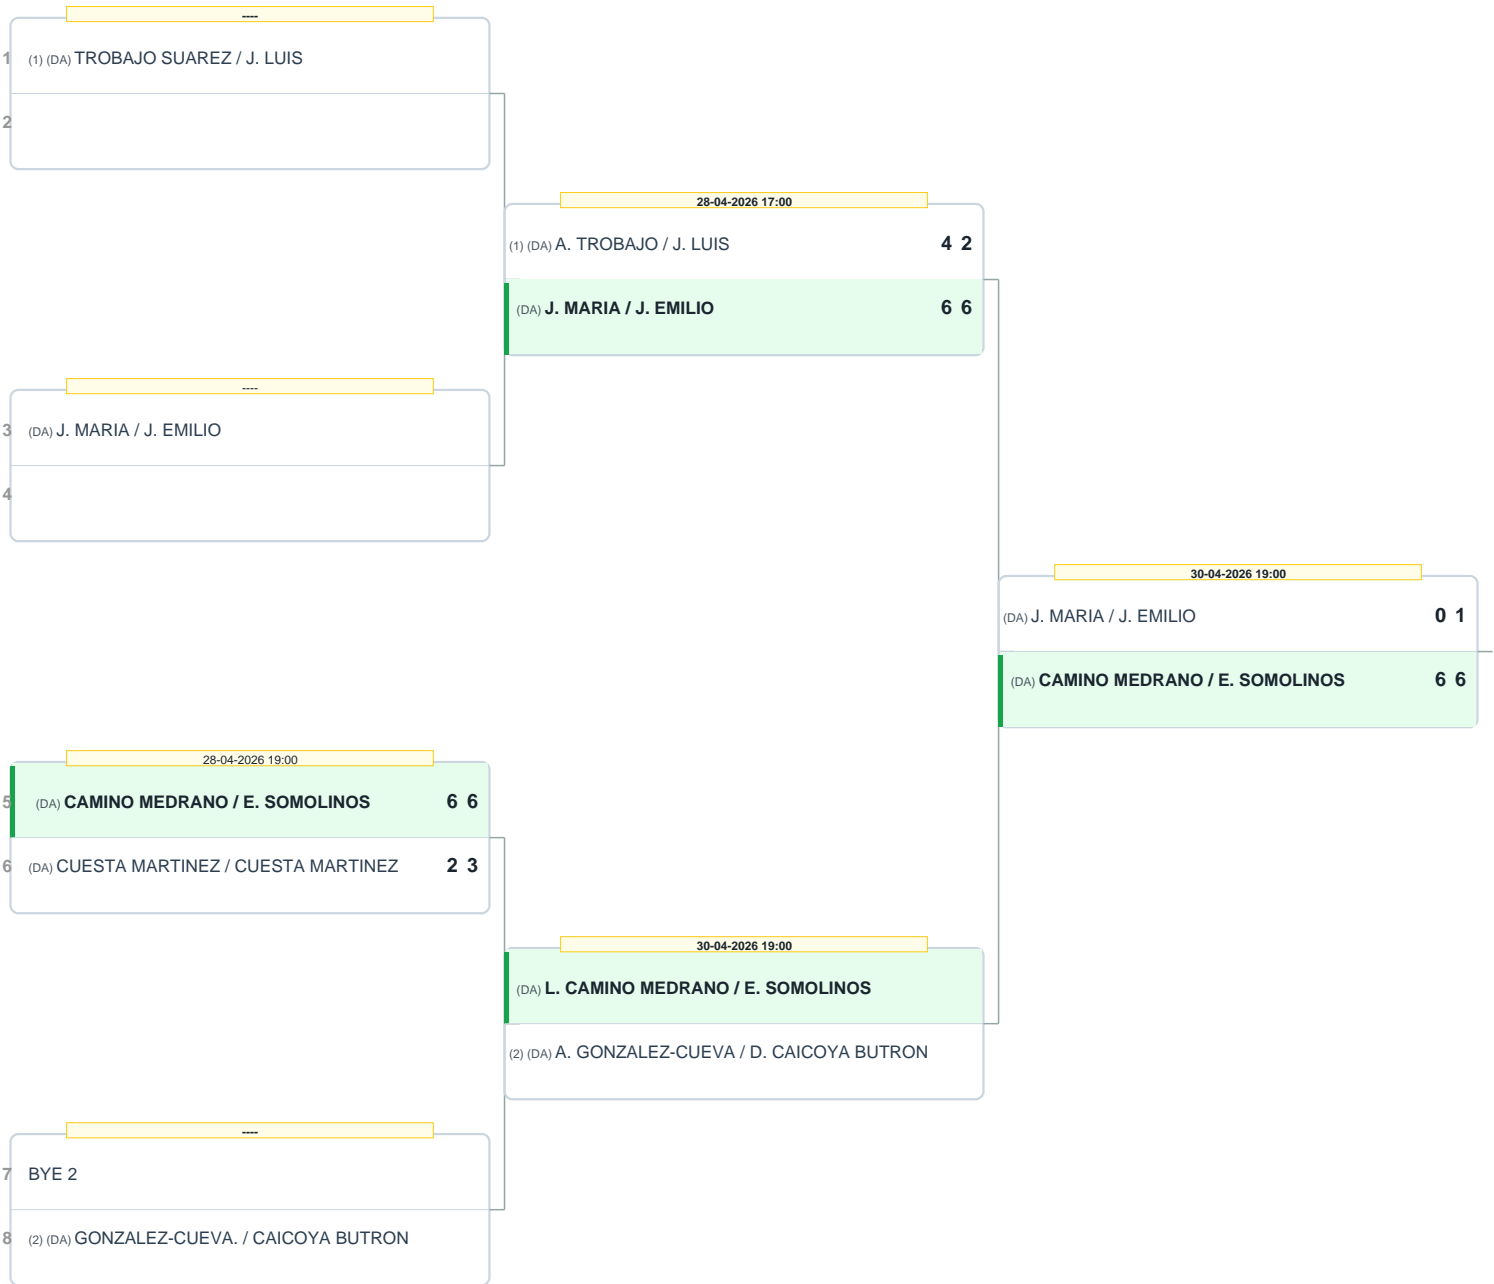 ----
1 (1) (DA) TROBAJO SUAREZ / J. LUIS
2
28-04-2026 17:00
(1) (DA) A. TROBAJO / J. LUIS 4 2
(DA) J. MARIA / J. EMILIO 6 6
----
3 (DA) J. MARIA / J. EMILIO
4
30-04-2026 19:00
(DA) J. MARIA / J. EMILIO 0 1
(DA) CAMINO MEDRANO / E. SOMOLINOS 6 6
28-04-2026 19:00
5 (DA) CAMINO MEDRANO / E. SOMOLINOS 6 6
6 (DA) CUESTA MARTINEZ / CUESTA MARTINEZ 2 3
30-04-2026 19:00
(DA) L. CAMINO MEDRANO / E. SOMOLINOS
(2) (DA) A. GONZALEZ-CUEVA / D. CAICOYA BUTRON
----
7 BYE 2
8 (2) (DA) GONZALEZ-CUEVA. / CAICOYA BUTRON